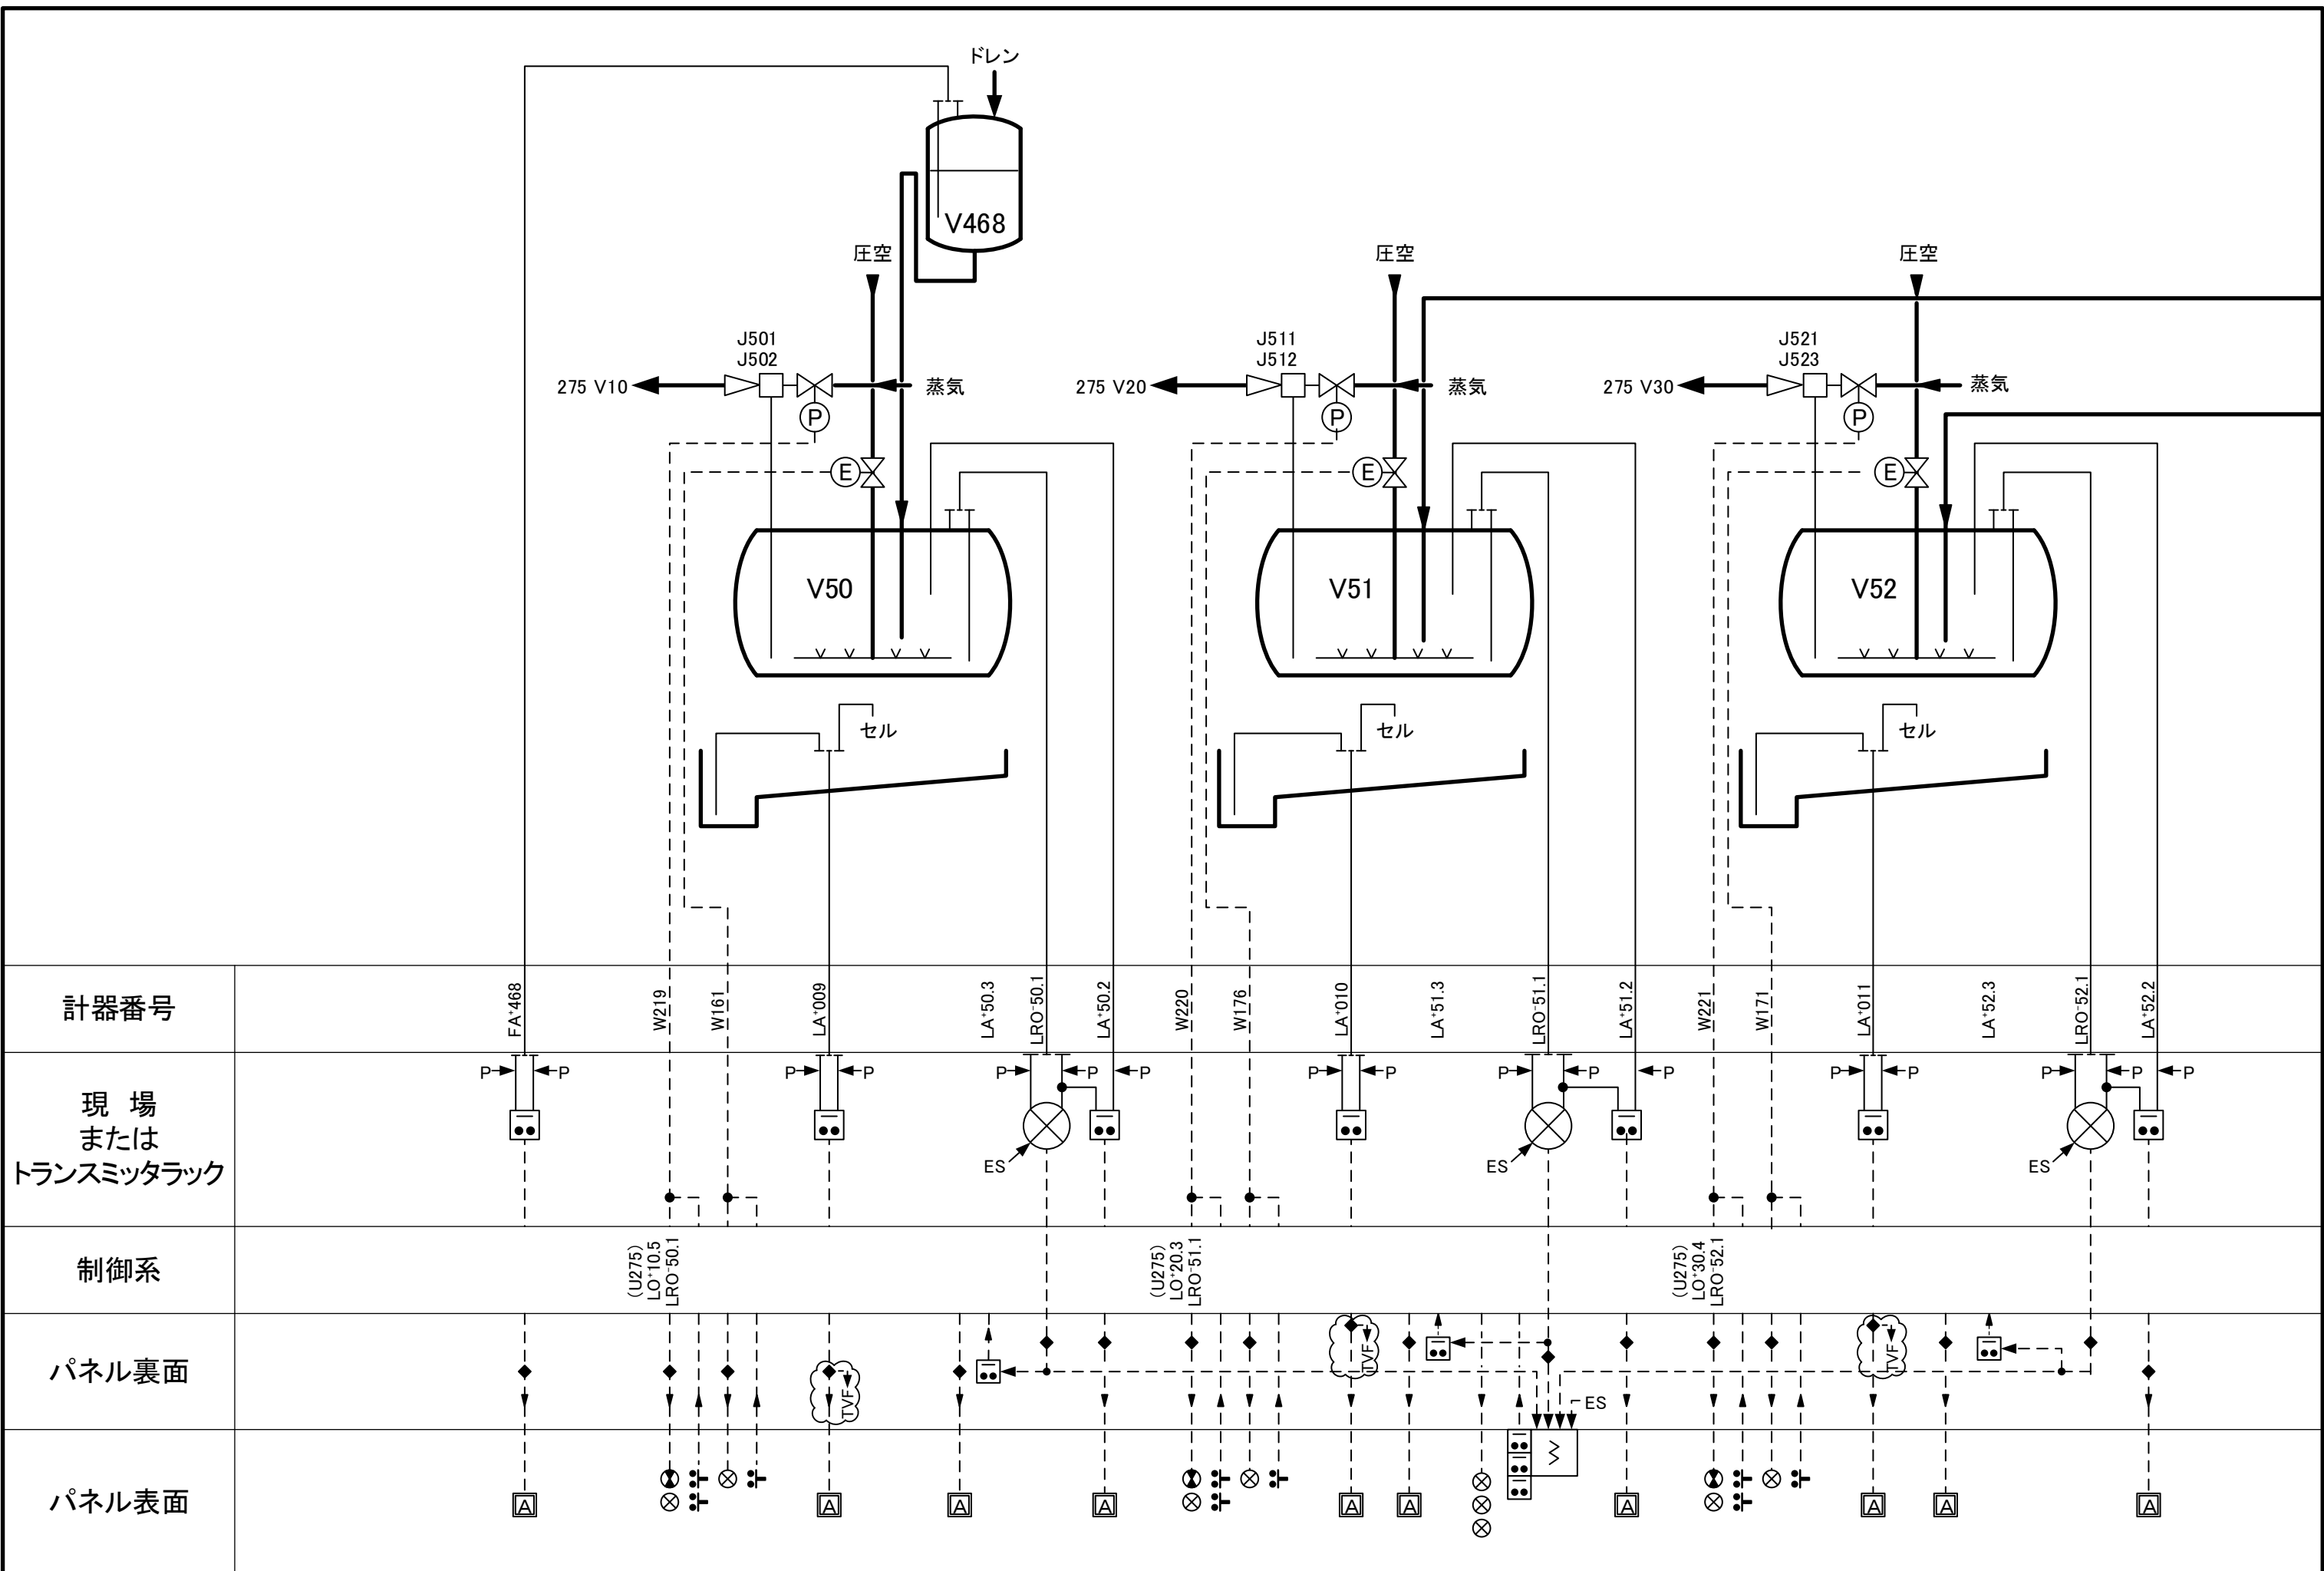 ドレン
V468
圧空
圧空
圧空
J501
J502
J511
J512
J521
J523
275 V10
蒸気
275 V20
蒸気
275 V30
蒸気
P
P
P
E
E
E
V50
V51
V52
セル
セル
セル
計器番号
FA⁺468
W219
W161
LA⁺009
LA⁺50.3
LRO⁻50.1
LA⁺50.2
W220
W176
LA⁺010
LA⁺51.3
LRO⁻51.1
LA⁺51.2
W221
W171
LA⁺011
LA⁺52.3
LRO⁻52.1
LA⁺52.2
現 場
または
トランスミッタラック
P P
P P
P P P
P P
P P P
P P
P P P
ES
ES
ES
制御系
(U275)
LO⁺10.5
LRO⁻50.1
(U275)
LO⁺20.3
LRO⁻51.1
(U275)
LO⁺30.4
LRO⁻52.1
パネル裏面
TVF
TVF
TVF
ES
パネル表面
A
A
A
A
A
A
A
A
A
A